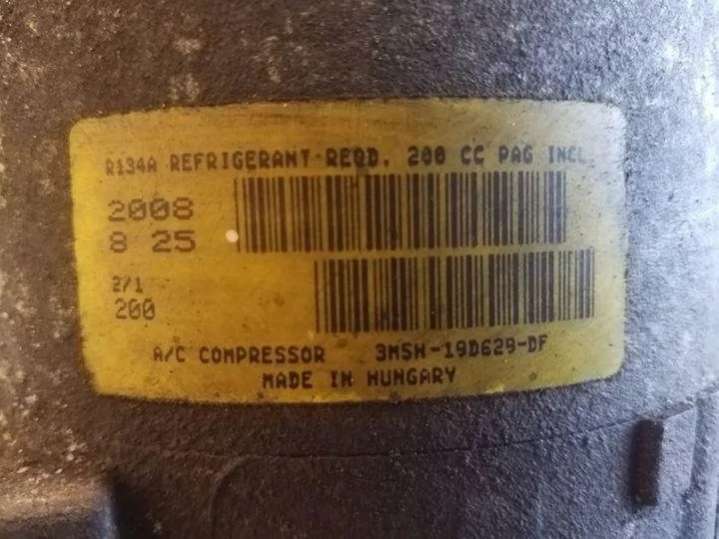 R134A REFRIGERANT REQD. 200 CC PAG INCL.
2008
8 25
2/1
200
A/C COMPRESSOR 3M5H-19D629-DF
MADE IN HUNGARY